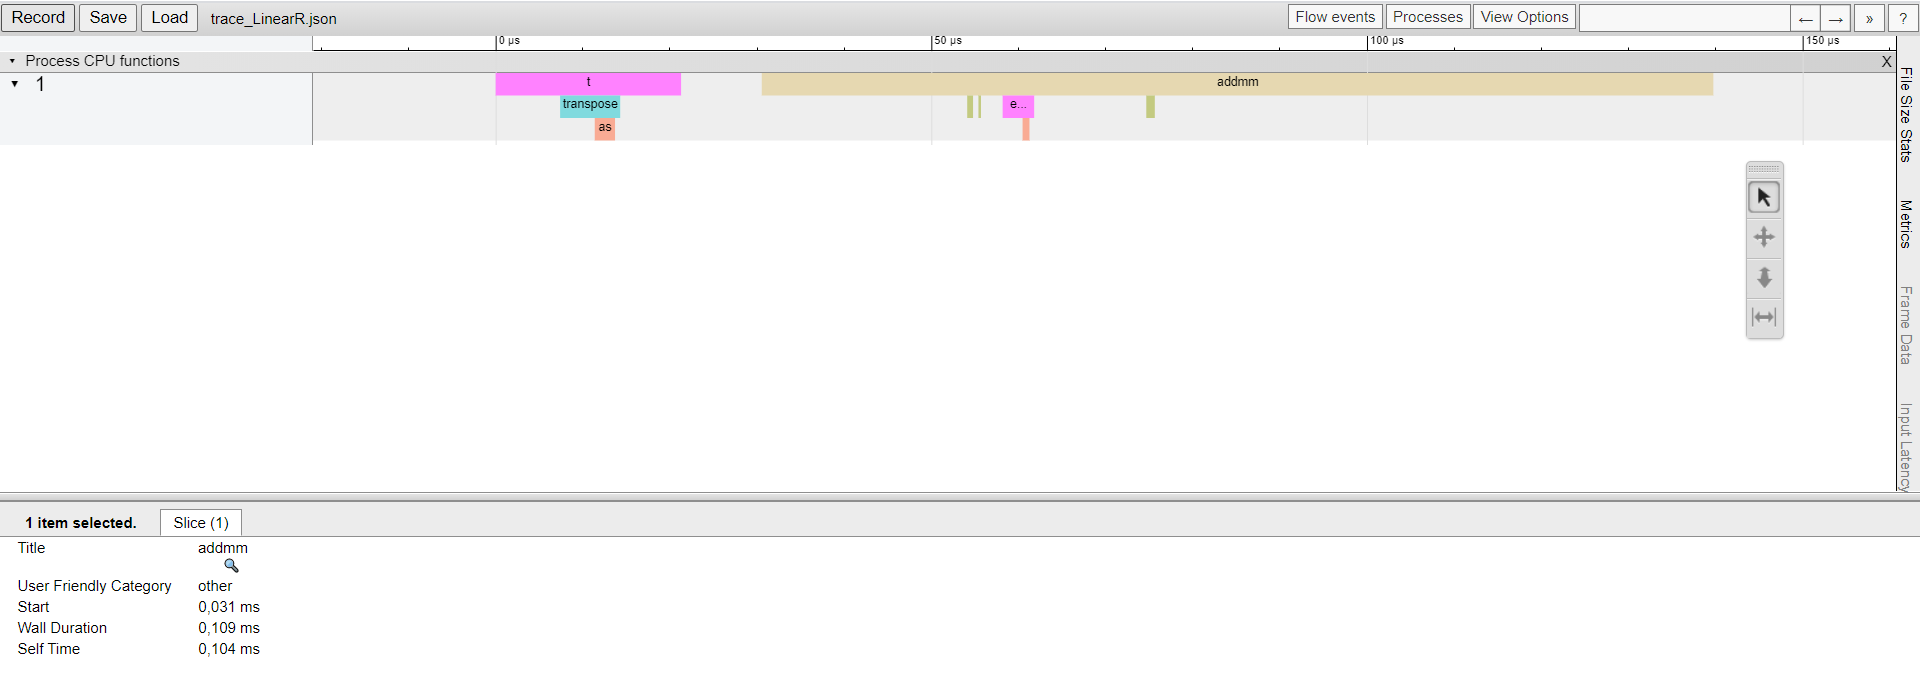 Record Save Load trace_LinearR.json Flow events Processes View Options ← → » ?
0 µs 50 µs 100 µs 150 µs
Process CPU functions X
1 t addmm
transpose e...
as
File Size Stats
Metrics
Frame Data
Input Latency
1 item selected. Slice (1)
Title addmm
User Friendly Category other
Start 0,031 ms
Wall Duration 0,109 ms
Self Time 0,104 ms